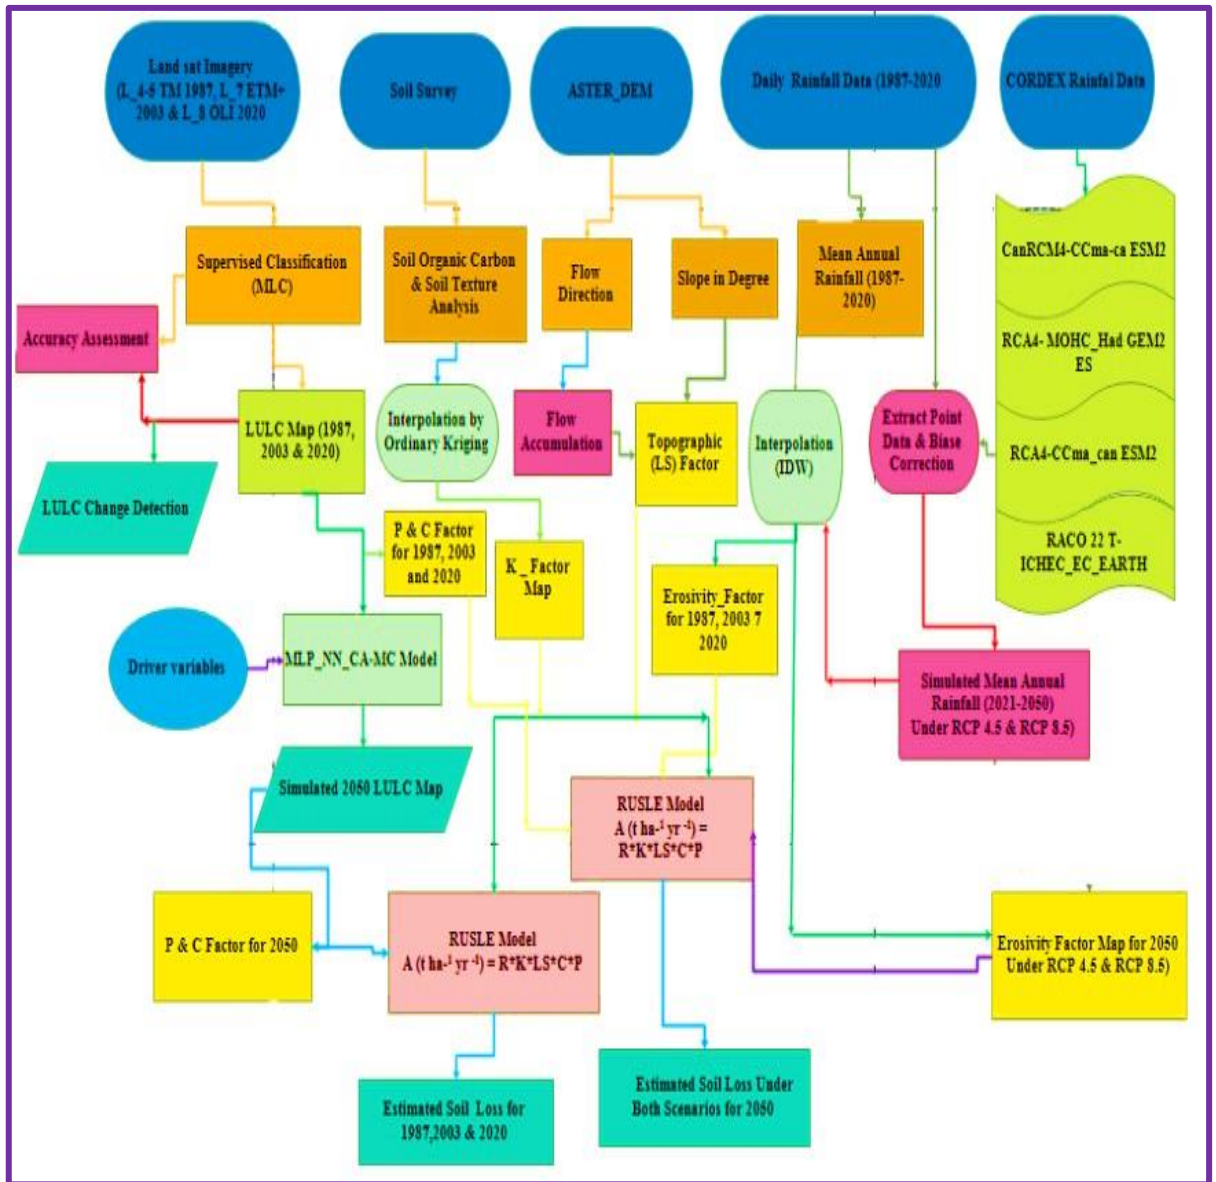 Land sat Imagery
(L_4-5 TM 1987, L_7 ETM+
2003 & L_8 OLI 2020
Soil Survey
ASTER_DEM
Daily Rainfall Data (1987-2020
CORDEX Rainfal Data
Supervised Classification
(MLC)
Soil Organic Carbon
& Soil Texture
Analysis
Flow
Direction
Slope in Degree
Mean Annual
Rainfall (1987-
2020)
CanRCM4-CCma-ca ESM2
RCA4- MOHC_Had GEM2
ES
RCA4-CCma_can ESM2
RACO 22 T-
ICHEC_EC_EARTH
Accuracy Assessment
LULC Map (1987,
2003 & 2020)
Interpolation by
Ordinary Kriging
Flow
Accumulation
Topographic
(LS) Factor
Interpolation
(IDW)
Extract Point
Data & Biase
Correction
LULC Change Detection
P & C Factor
for 1987, 2003
and 2020
K _ Factor
Map
Erosivity_Factor
for 1987, 2003 7
2020
Driver variables
MLP_NN_CA-MC Model
Simulated Mean Annual
Rainfall (2021-2050)
Under RCP 4.5 & RCP 8.5)
Simulated 2050 LULC Map
RUSLE Model
A (t ha-¹ yr -¹) =
R*K*LS*C*P
P & C Factor for 2050
RUSLE Model
A (t ha-¹ yr -¹) = R*K*LS*C*P
Erosivity Factor Map for 2050
Under RCP 4.5 & RCP 8.5)
Estimated Soil Loss for
1987,2003 & 2020
Estimated Soil Loss Under
Both Scenarios for 2050